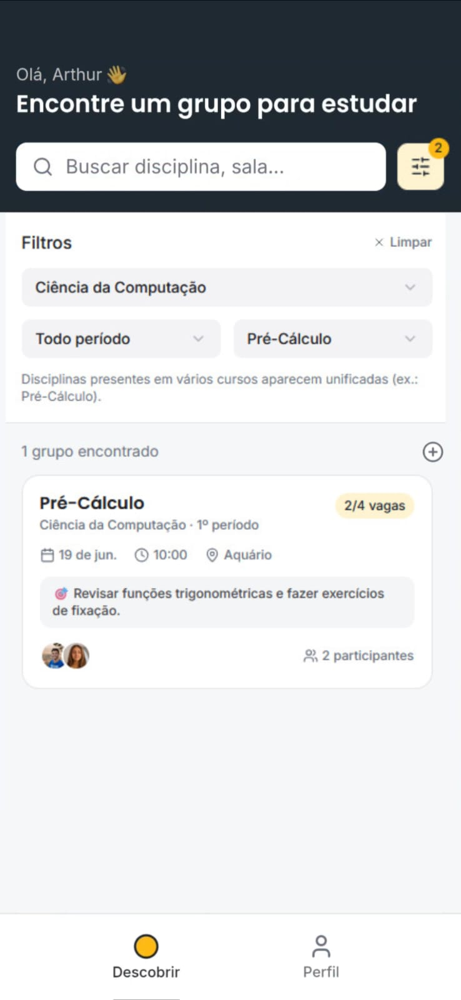 Olá, Arthur 👋
Encontre um grupo para estudar
Buscar disciplina, sala...
2
Filtros
Limpar
Ciência da Computação
Todo período
Pré-Cálculo
Disciplinas presentes em vários cursos aparecem unificadas (ex.:
Pré-Cálculo).
1 grupo encontrado
Pré-Cálculo
2/4 vagas
Ciência da Computação · 1º período
19 de jun.
10:00
Aquário
🎯 Revisar funções trigonométricas e fazer exercícios
de fixação.
2 participantes
Descobrir
Perfil